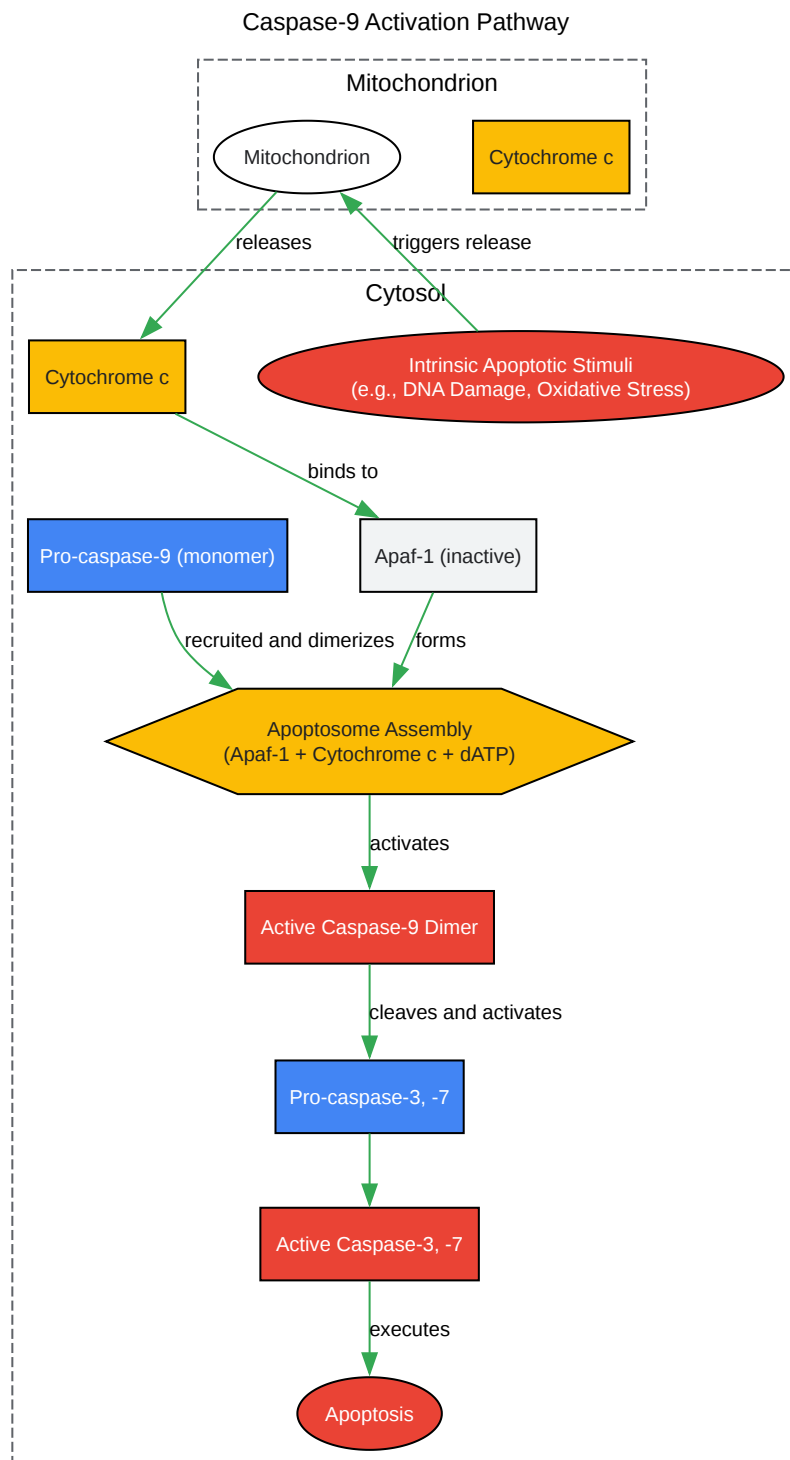 Caspase-9 Activation Pathway
Mitochondrion
Mitochondrion
Cytochrome c
releases
triggers release
Cytosol
Cytochrome c
Intrinsic Apoptotic Stimuli
(e.g., DNA Damage, Oxidative Stress)
binds to
Pro-caspase-9 (monomer)
Apaf-1 (inactive)
recruited and dimerizes
forms
Apoptosome Assembly
(Apaf-1 + Cytochrome c + dATP)
activates
Active Caspase-9 Dimer
cleaves and activates
Pro-caspase-3, -7
Active Caspase-3, -7
executes
Apoptosis